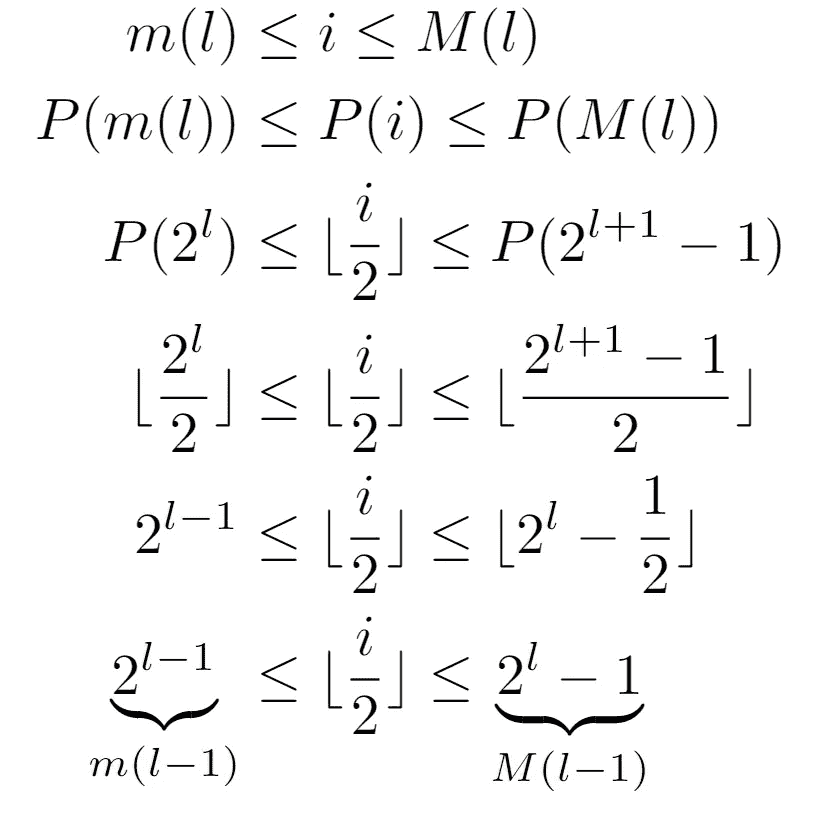 m(l) ≤ i ≤ M(l)
P(m(l)) ≤ P(i) ≤ P(M(l))
P(2^l) ≤ ⌊i/2⌋ ≤ P(2^{l+1} − 1)
⌊2^l/2⌋ ≤ ⌊i/2⌋ ≤ ⌊(2^{l+1} − 1)/2⌋
2^{l−1} ≤ ⌊i/2⌋ ≤ ⌊2^l − 1/2⌋
2^{l−1} ≤ ⌊i/2⌋ ≤ 2^l − 1
m(l−1) M(l−1)